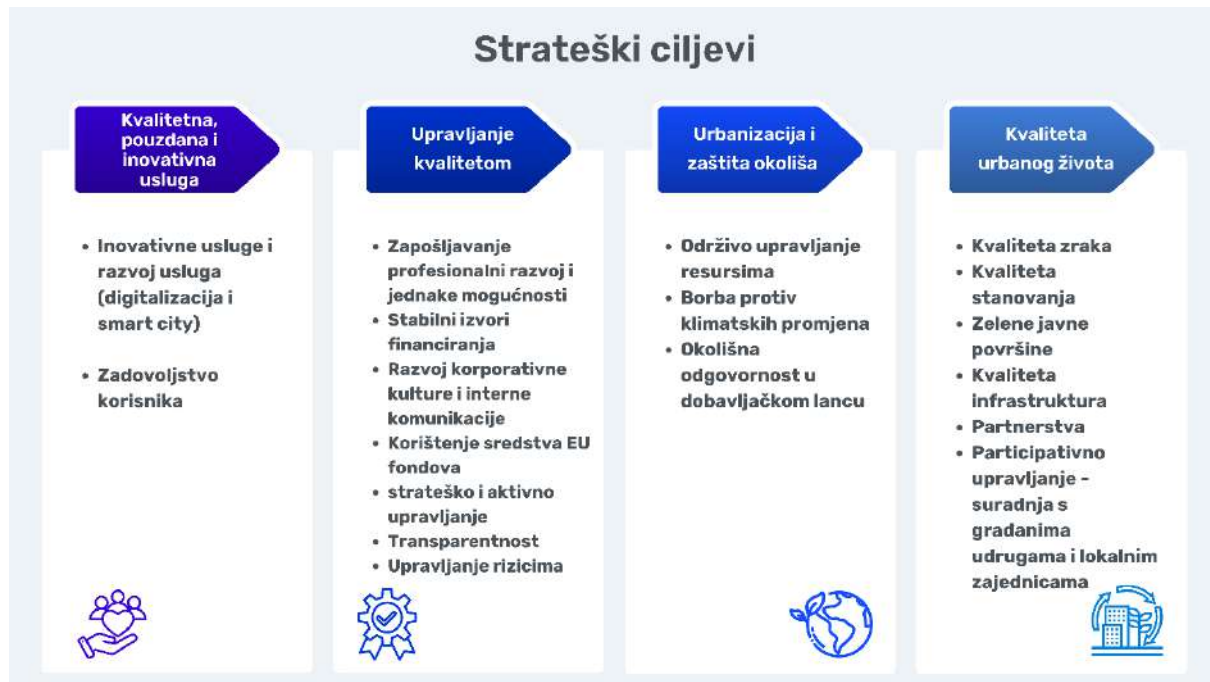 Strateški ciljevi
Kvalitetna,
pouzdana i
inovativna
usluga
• Inovativne usluge i
razvoj usluga
(digitalizacija i
smart city)
• Zadovoljstvo
korisnika
Upravljanje
kvalitetom
• Zapošljavanje
profesionalni razvoj i
jednake mogućnosti
• Stabilni izvori
financiranja
• Razvoj korporativne
kulture i interne
komunikacije
• Korištenje sredstva EU
fondova
• strateško i aktivno
upravljanje
• Transparentnost
• Upravljanje rizicima
Urbanizacija i
zaštita okoliša
• Održivo upravljanje
resursima
• Borba protiv
klimatskih promjena
• Okolišna
odgovornost u
dobavljačkom lancu
Kvaliteta
urbanog života
• Kvaliteta zraka
• Kvaliteta
stanovanja
• Zelene javne
površine
• Kvaliteta
infrastruktura
• Partnerstva
• Participativno
upravljanje -
suradnja s
građanima
udrugama i lokalnim
zajednicama